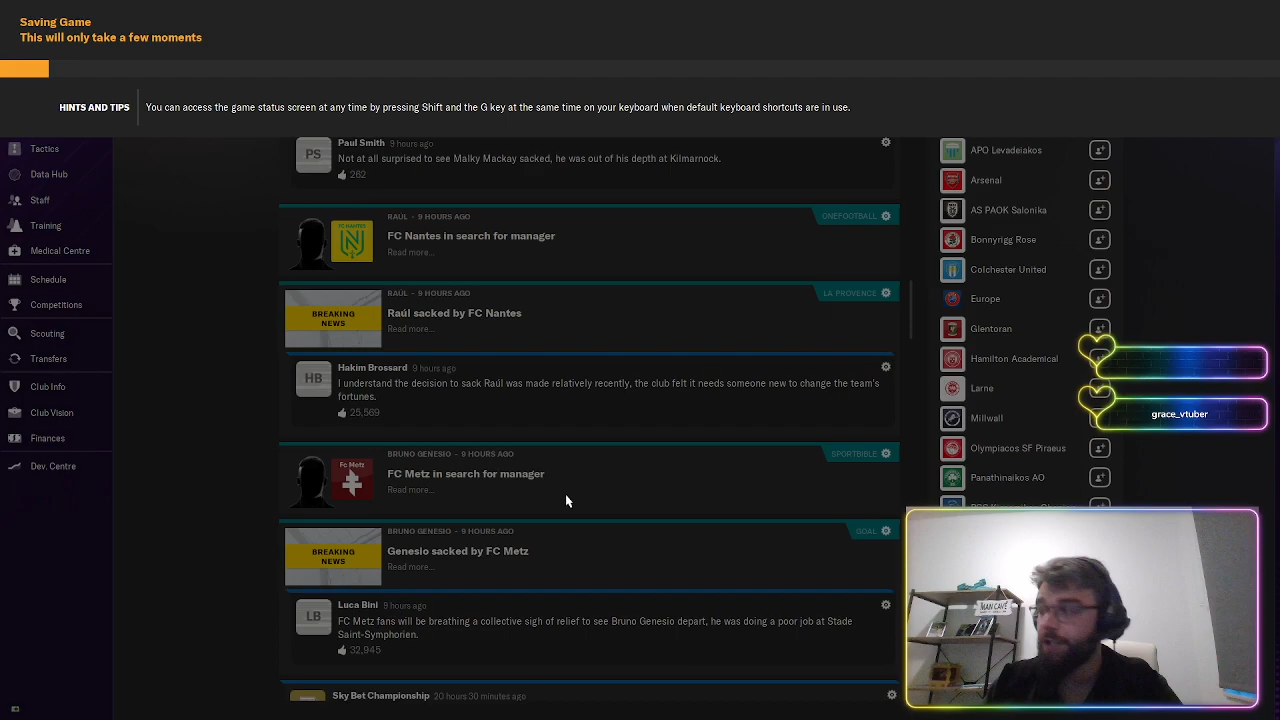 Saving Game
This will only take a few moments
HINTS AND TIPS
You can access the game status screen at any time by pressing Shift and the G key at the same time on your keyboard when default keyboard shortcuts are in use.
Tactics
Data Hub
Staff
Training
Medical Centre
Schedule
Competitions
Scouting
Transfers
Club Info
Club Vision
Finances
Dev. Centre
PS
Paul Smith 9 hours ago
Not at all surprised to see Malky Mackay sacked, he was out of his depth at Kilmarnock.
262
RAÚL - 9 HOURS AGO
ONEFOOTBALL
FC Nantes in search for manager
Read more...
RAÚL - 9 HOURS AGO
LA PROVENCE
BREAKING
NEWS
Raúl sacked by FC Nantes
Read more...
HB
Hakim Brossard 9 hours ago
I understand the decision to sack Raúl was made relatively recently, the club felt it needs someone new to change the team's
fortunes.
25,569
BRUNO GENESIO - 9 HOURS AGO
SPORTBIBLE
FC Metz
FC Metz in search for manager
Read more...
BRUNO GENESIO - 9 HOURS AGO
GOAL
BREAKING
NEWS
Genesio sacked by FC Metz
Read more...
LB
Luca Bini 9 hours ago
FC Metz fans will be breathing a collective sigh of relief to see Bruno Genesio depart, he was doing a poor job at Stade
Saint-Symphorien.
32,945
Sky Bet Championship 20 hours 30 minutes ago
APO Levadeiakos
Arsenal
AS PAOK Salonika
Bonnyrigg Rose
Colchester United
Europe
Glentoran
Hamilton Academical
Larne
Millwall
Olympiacos SF Piraeus
Panathinaikos AO
grace_vtuber
MAN CAVE